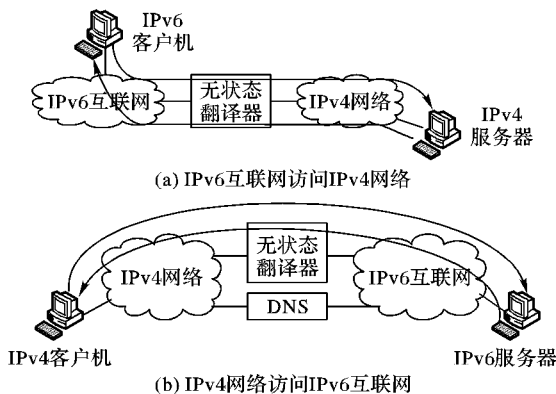 IPv6
客户机
IPv6互联网
无状态
翻译器
IPv4网络
IPv4
服务器
(a) IPv6互联网访问IPv4网络
IPv4网络
无状态
翻译器
IPv6互联网
DNS
IPv4客户机
IPv6服务器
(b) IPv4网络访问IPv6互联网